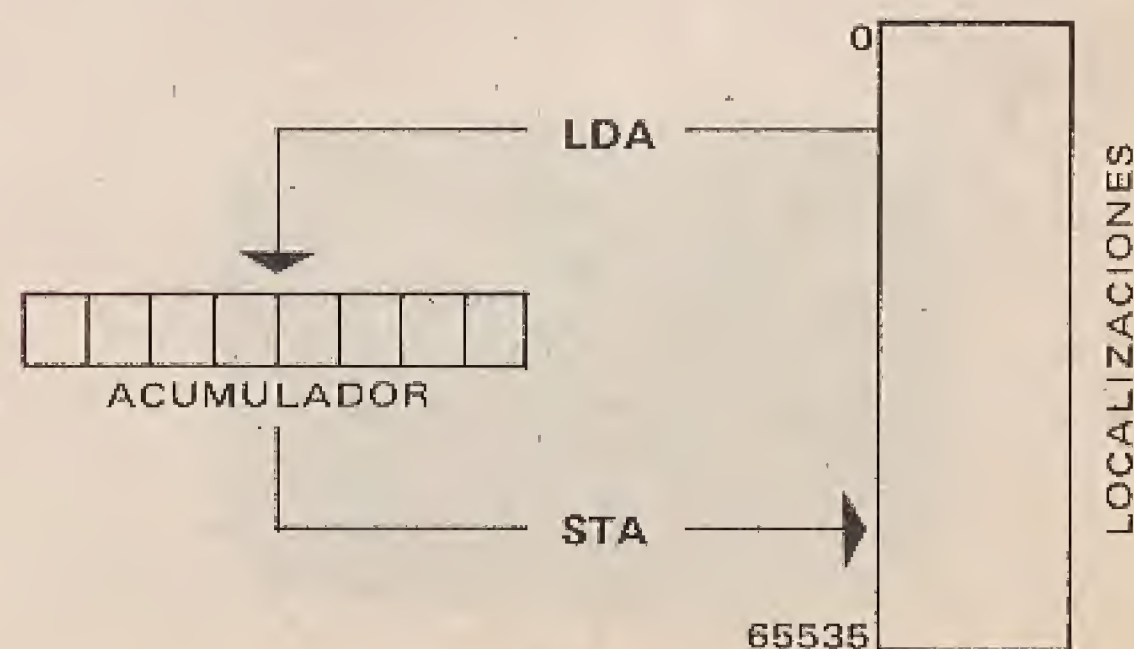 0
LDA
LOCALIZACIONES
ACUMULADOR
STA
65535